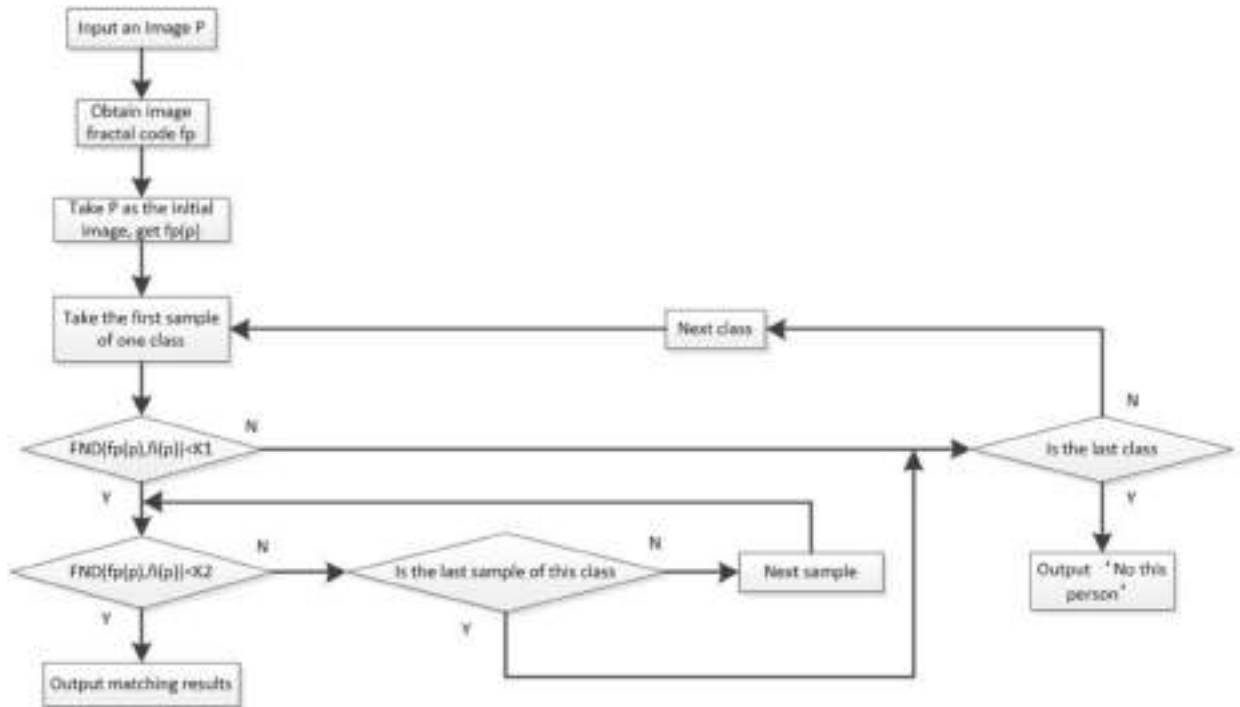 Input an Image P
Obtain image
fractal code fp
Take P as the initial
image, get fp(p)
Take the first sample
of one class
Next class
N
N
FND(fp(p),fi(p))<X1
Is the last class
Y
Y
N
N
FND(fp(p),fi(p))<X2
Is the last sample of this class
Next sample
Output ‘No this
person’
Y
Y
Output matching results